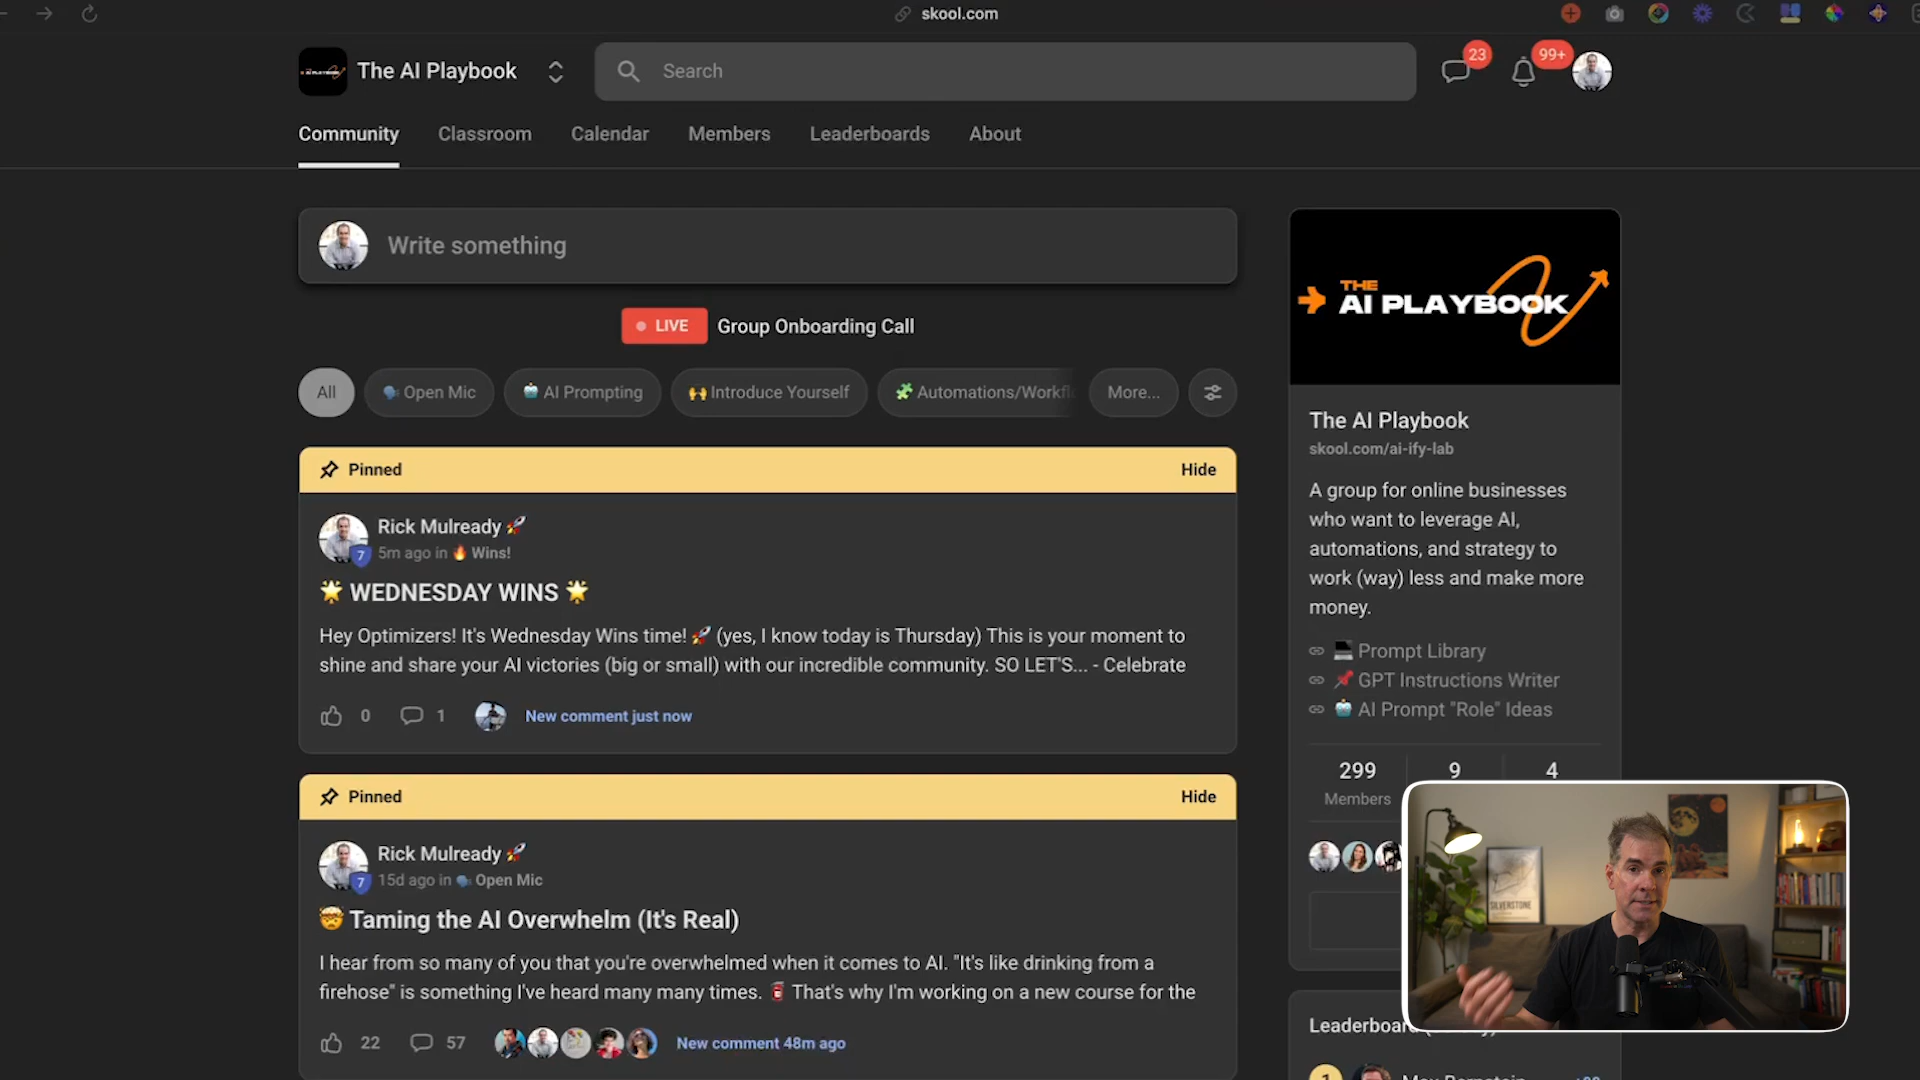 skool.com
The AI Playbook
Search
23
99+
Community Classroom Calendar Members Leaderboards About
Write something
LIVE Group Onboarding Call
All Open Mic AI Prompting Introduce Yourself Automations/Workfl More...
Pinned Hide
Rick Mulready
7 5m ago in Wins!
WEDNESDAY WINS
Hey Optimizers! It's Wednesday Wins time! (yes, I know today is Thursday) This is your moment to
shine and share your AI victories (big or small) with our incredible community. SO LET'S... - Celebrate
0 1 New comment just now
Pinned Hide
Rick Mulready
7 15d ago in Open Mic
Taming the AI Overwhelm (It's Real)
I hear from so many of you that you're overwhelmed when it comes to AI. "It's like drinking from a
firehose" is something I've heard many many times. That's why I'm working on a new course for the
22 57 New comment 48m ago
THE
AI PLAYBOOK
The AI Playbook
skool.com/ai-ify-lab
A group for online businesses
who want to leverage AI,
automations, and strategy to
work (way) less and make more
money.
Prompt Library
GPT Instructions Writer
AI Prompt "Role" Ideas
299 9 4
Members
SILVERSTONE
Leaderboard